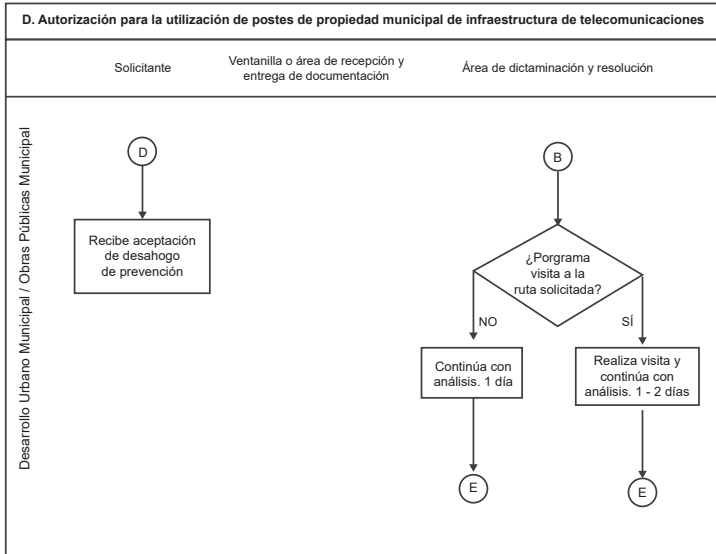 D. Autorización para la utilización de postes de propiedad municipal de infraestructura de telecomunicaciones
Solicitante
Ventanilla o área de recepción y
entrega de documentación
Área de dictaminación y resolución
Desarrollo Urbano Municipal / Obras Públicas Municipal
D
Recibe aceptación
de desahogo
de prevención
B
¿Porgrama
visita a la
ruta solicitada?
NO
SÍ
Continúa con
análisis. 1 día
Realiza visita y
continúa con
análisis. 1 - 2 días
E
E